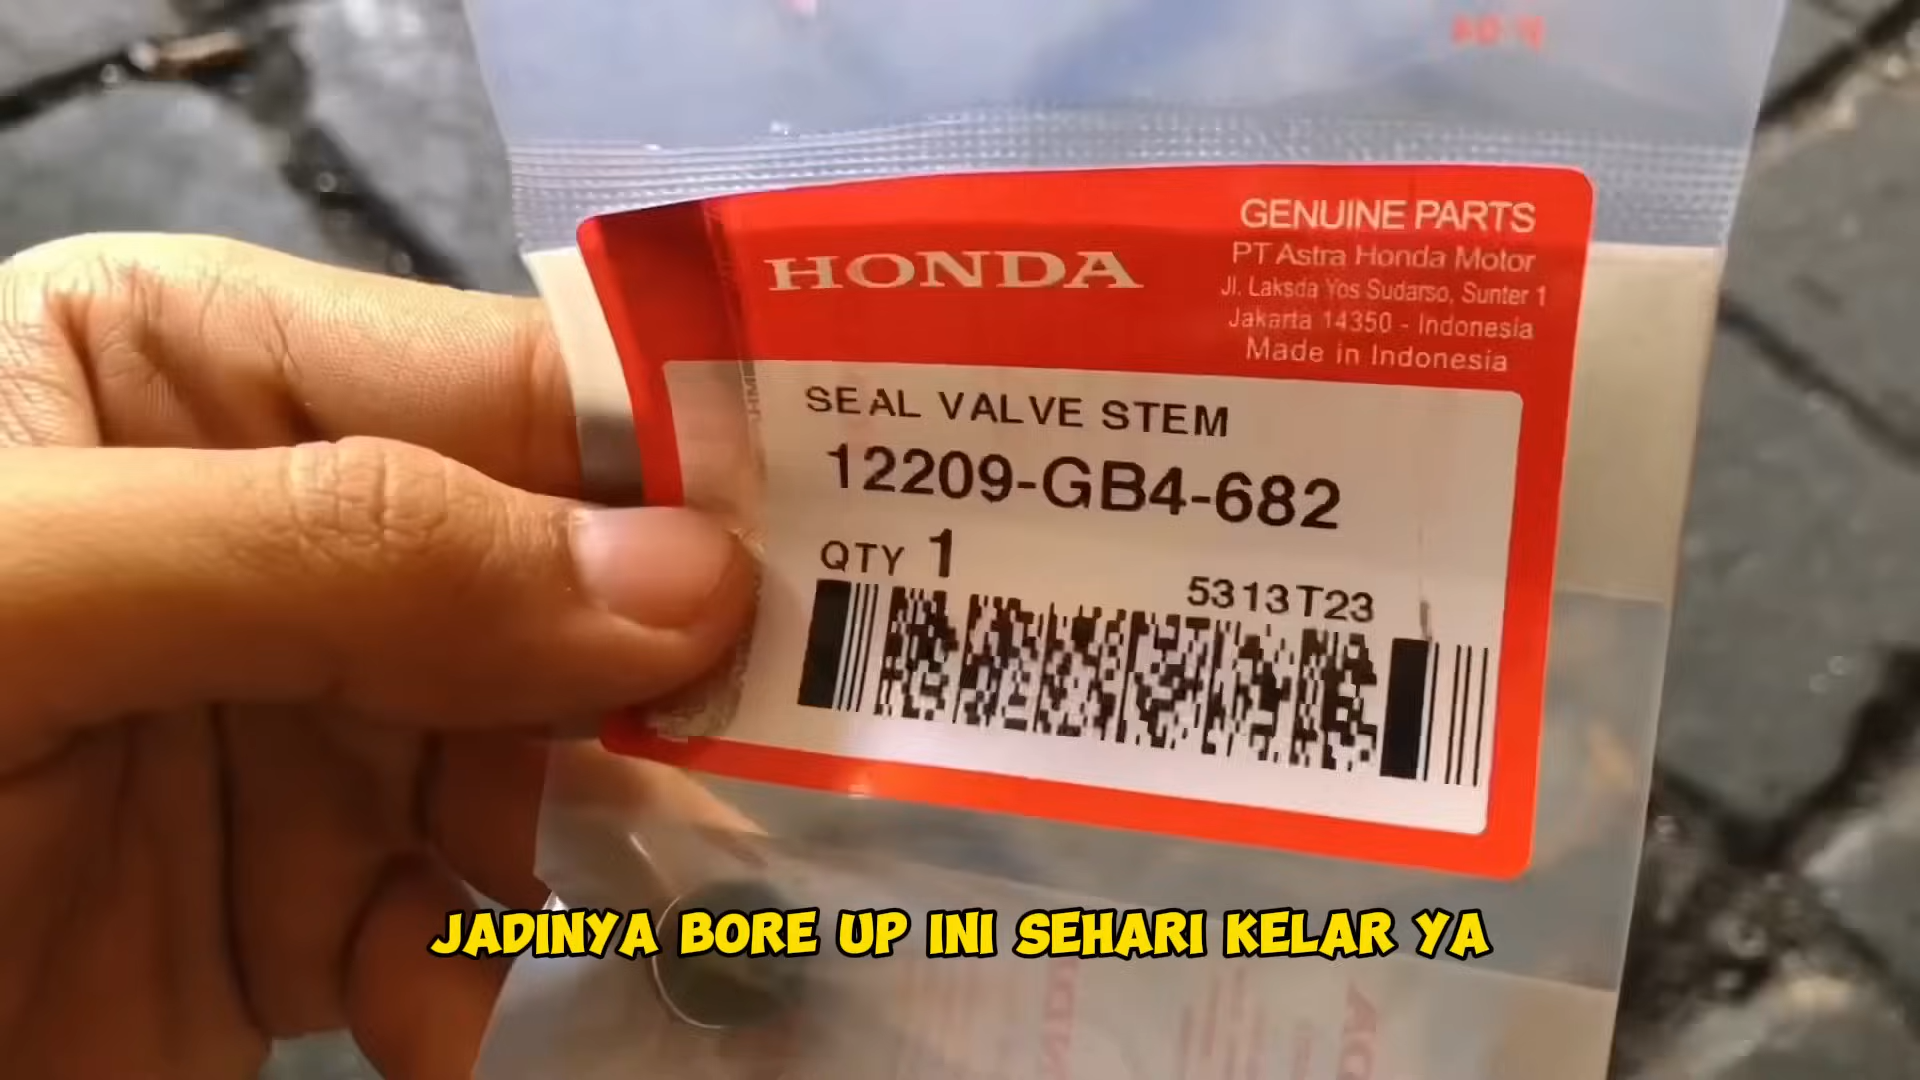 HONDA
GENUINE PARTS
PT Astra Honda Motor
Jl. Laksda Yos Sudarso, Sunter 1
Jakarta 14350 - Indonesia
Made in Indonesia
SEAL VALVE STEM
12209-GB4-682
QTY 1
5313T23
JADINYA BORE UP INI SEHARI KELAR YA